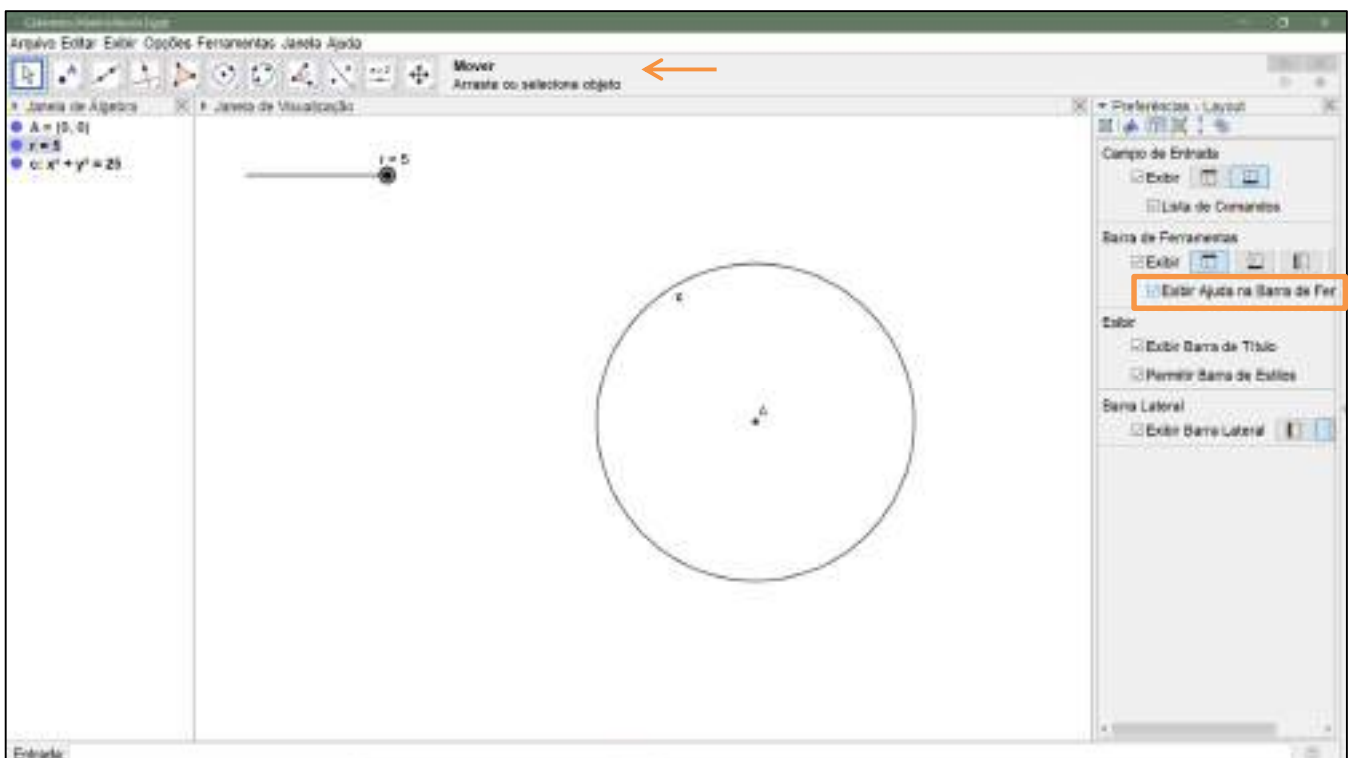 Arquivo Editar Exibir Opções Ferramentas Janela Ajuda
Mover
Arraste ou selecione objeto
Janela de Álgebra
Janela de Visualização
Preferências - Layout
A = (0, 0)
r = 5
c: x² + y² = 25
r = 5
c
A
Campo de Entrada
Exibir
Lista de Comandos
Barra de Ferramentas
Exibir
Exibir Ajuda na Barra de Fer
Exibir
Exibir Barra de Título
Permitir Barra de Estilos
Barra Lateral
Exibir Barra Lateral
Entrada: